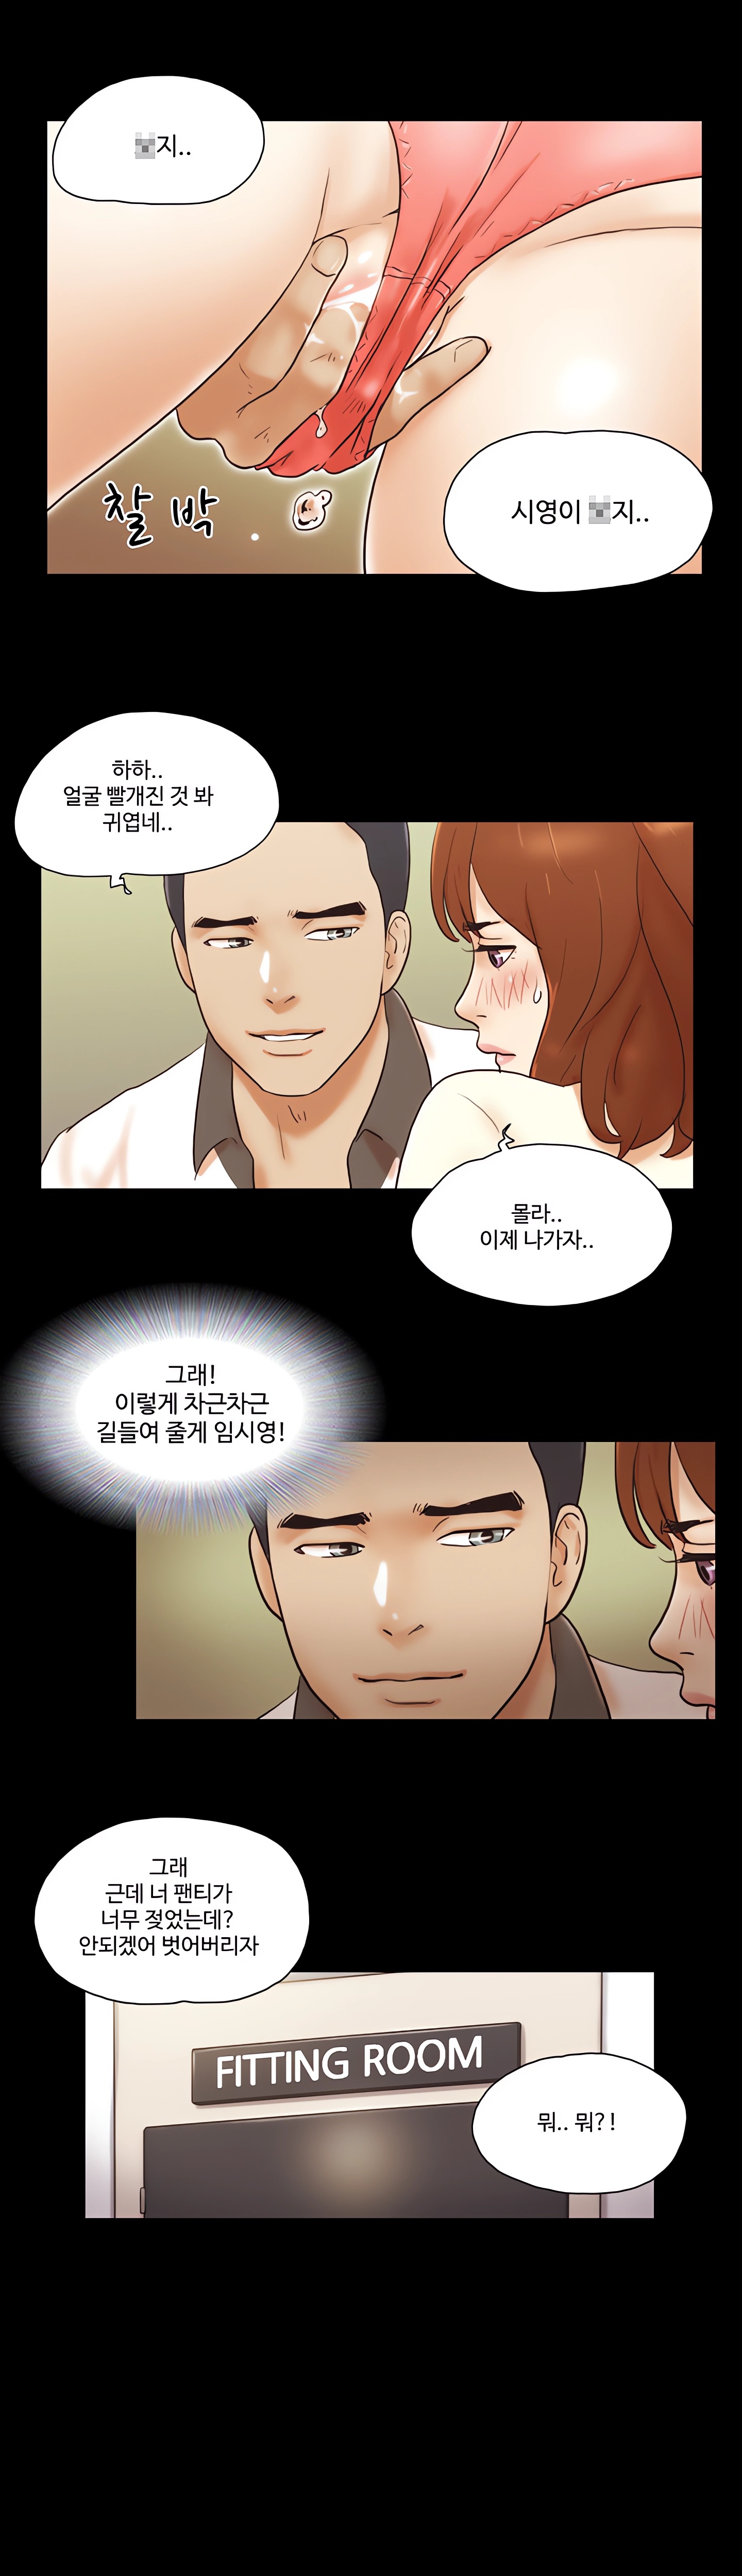 지..
찰박
시영이 지..
하하..
얼굴 빨개진 것 봐
귀엽네..
몰라..
이제 나가자..
그래!
이렇게 차근차근
길들여 줄게 임시영!
그래
근데 너 팬티가
너무 젖었는데?
안되겠어 벗어버리자
FITTING ROOM
뭐.. 뭐?!